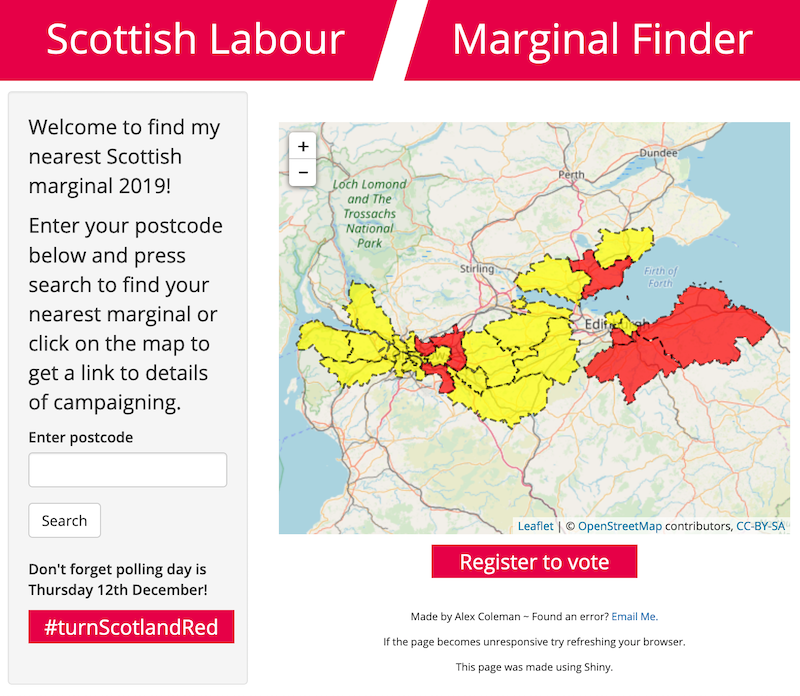 Scottish Labour
Marginal Finder
Welcome to find my
nearest Scottish
marginal 2019!
Enter your postcode
below and press
search to find your
nearest marginal or
click on the map to
get a link to details
of campaigning.
Enter postcode
Search
Don't forget polling day is
Thursday 12th December!
#turnScotlandRed
+
−
Dundee
Perth
Loch Lomond
and The
Trossachs
National
Park
Stirling
Firth of
Forth
Edinburgh
Leaflet | © OpenStreetMap contributors, CC-BY-SA
Register to vote
Made by Alex Coleman ~ Found an error? Email Me.
If the page becomes unresponsive try refreshing your browser.
This page was made using Shiny.